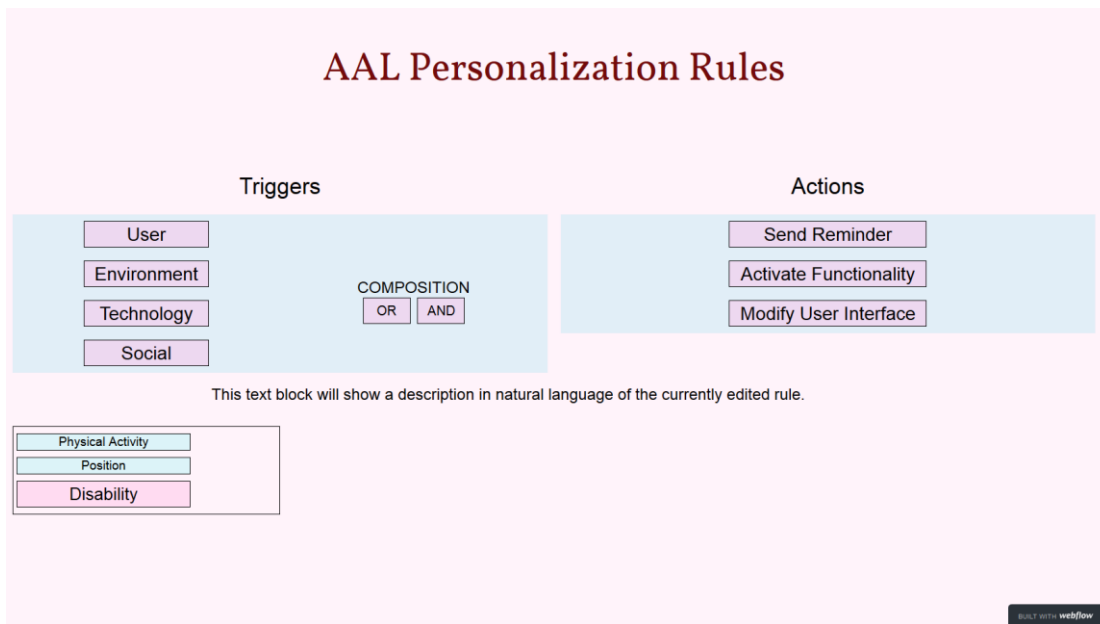 AAL Personalization Rules
Triggers
Actions
User
Environment
Technology
Social
COMPOSITION
OR AND
Send Reminder
Activate Functionality
Modify User Interface
This text block will show a description in natural language of the currently edited rule.
Physical Activity
Position
Disability
BUILT WITH webflow